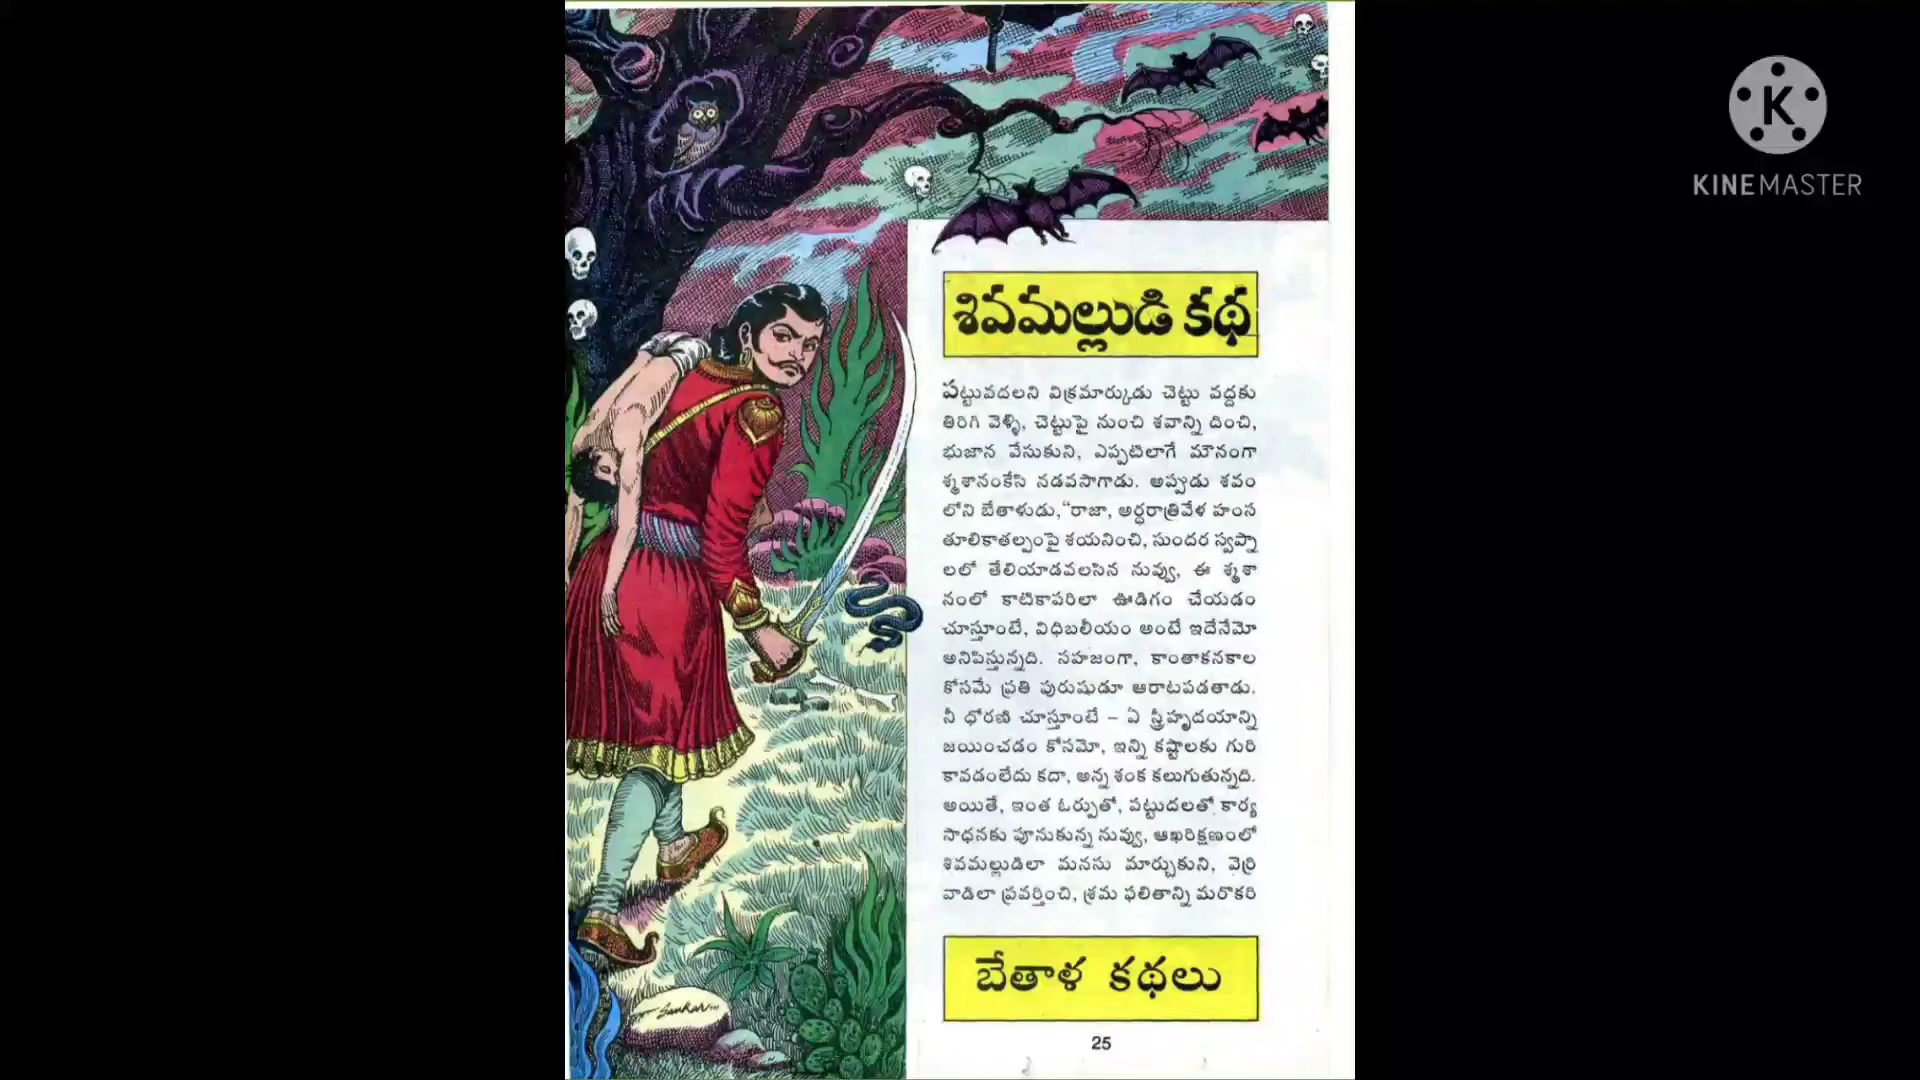 K
KINEMASTER
శివమల్లుడి కథ
పట్టువదలని విక్రమార్కుడు చెట్టు వద్దకు
తిరిగి వెళ్ళి, చెట్టుపై నుంచి శవాన్ని దించి,
భుజాన వేసుకుని, ఎప్పటిలాగే మౌనంగా
శ్మశానంకేసి నడవసాగాడు. అప్పుడు శవం
లోని బేతాళుడు,“రాజా, అర్ధరాత్రివేళ హంస
తూలికాతల్పంపై శయనించి, సుందర స్వప్నా
లలో తేలియాడవలసిన నువ్వు, ఈ శ్మశా
నంలో కాటికాపరిలా ఊడిగం చేయడం
చూస్తూంటే, విధిబలీయం అంటే ఇదేనేమో
అనిపిస్తున్నది. సహజంగా, కాంతాకనకాల
కోసమే ప్రతి పురుషుడూ ఆరాటపడతాడు.
నీ ధోరణి చూస్తూంటే – ఏ స్త్రీహృదయాన్ని
జయించడం కోసమో, ఇన్ని కష్టాలకు గురి
కావడంలేదు కదా, అన్న శంక కలుగుతున్నది.
అయితే, ఇంత ఓర్పుతో, పట్టుదలతో కార్య
సాధనకు పూనుకున్న నువ్వు, ఆఖరిక్షణంలో
శివమల్లుడిలా మనసు మార్చుకుని, వెర్రి
వాడిలా ప్రవర్తించి, శ్రమ ఫలితాన్ని మరొకరి
బేతాళ కథలు
Sankar...
25